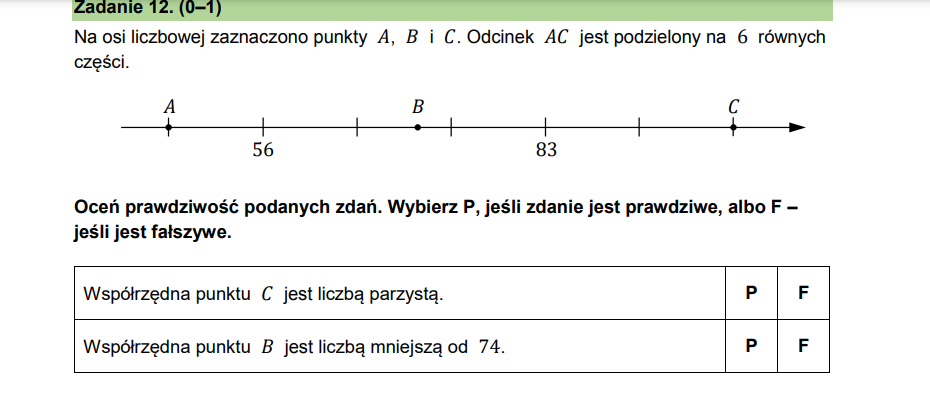 Zadanie 12. (0–1)
Na osi liczbowej zaznaczono punkty A, B i C. Odcinek AC jest podzielony na 6 równych
części.
A B C
56 83
Oceń prawdziwość podanych zdań. Wybierz P, jeśli zdanie jest prawdziwe, albo F –
jeśli jest fałszywe.
Współrzędna punktu C jest liczbą parzystą. P F
Współrzędna punktu B jest liczbą mniejszą od 74. P F